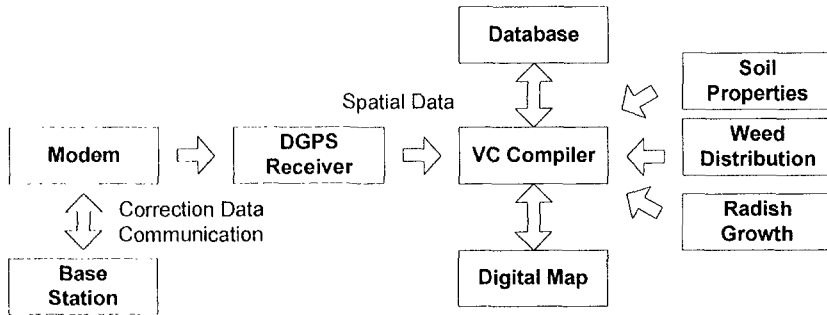 Database
Soil
Properties
Spatial Data
Modem
DGPS
Receiver
VC Compiler
Weed
Distribution
Correction Data
Communication
Radish
Growth
Base
Station
Digital Map